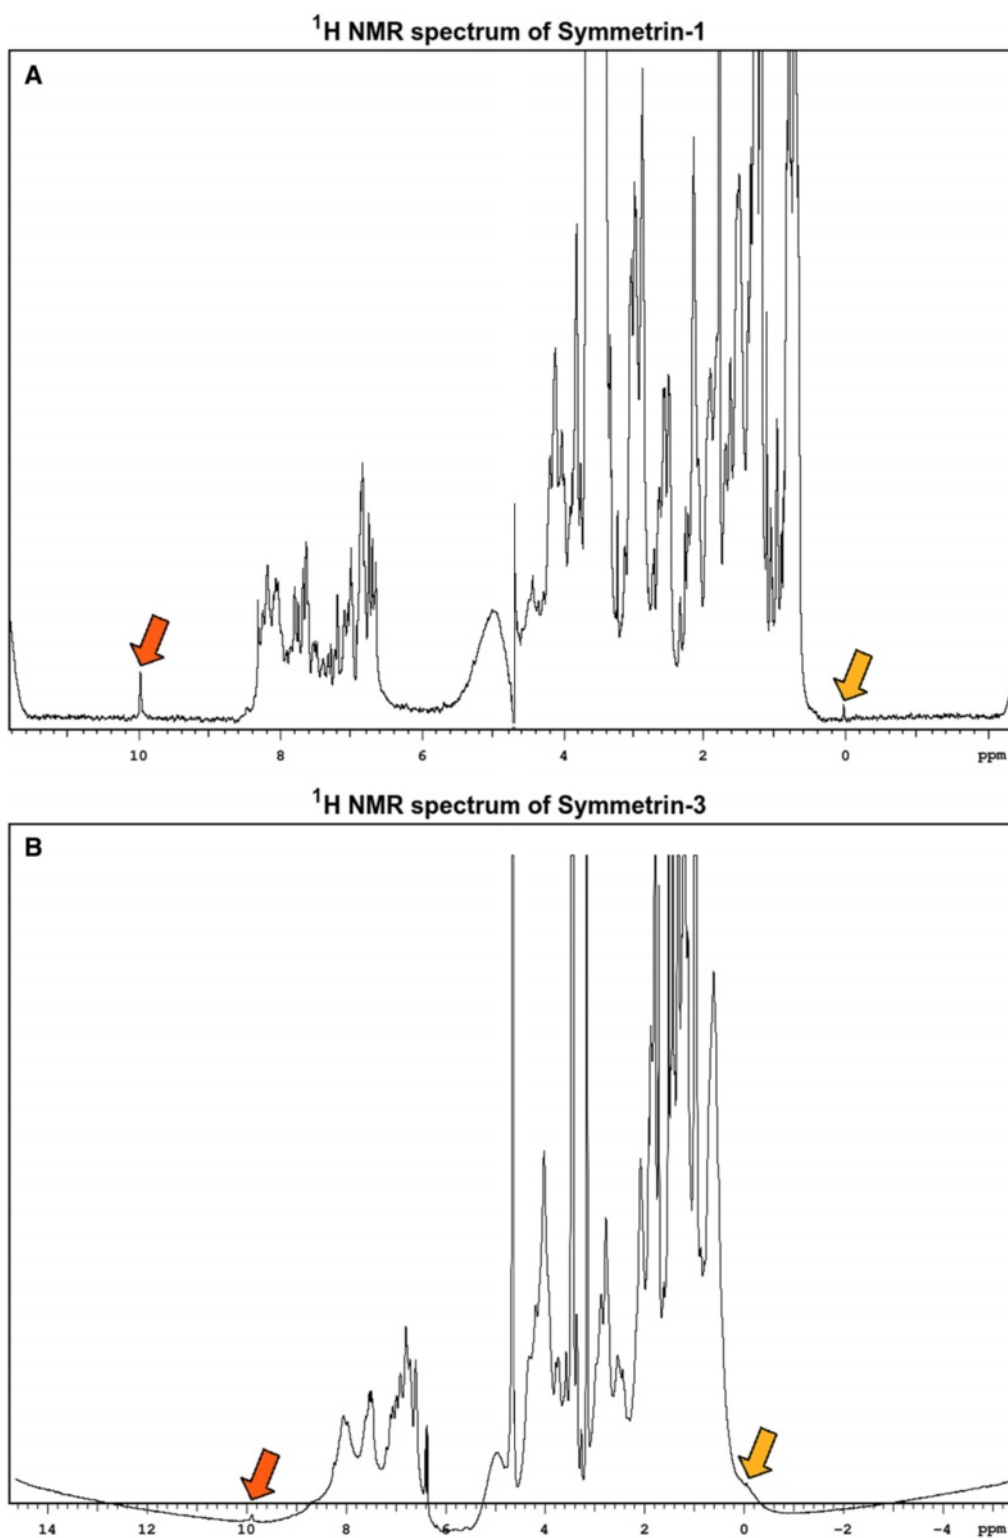 ¹H NMR spectrum of Symmetrin-1
A
10 8 6 4 2 0 ppm
¹H NMR spectrum of Symmetrin-3
B
14 12 10 8 6 4 2 0 -2 -4 ppm